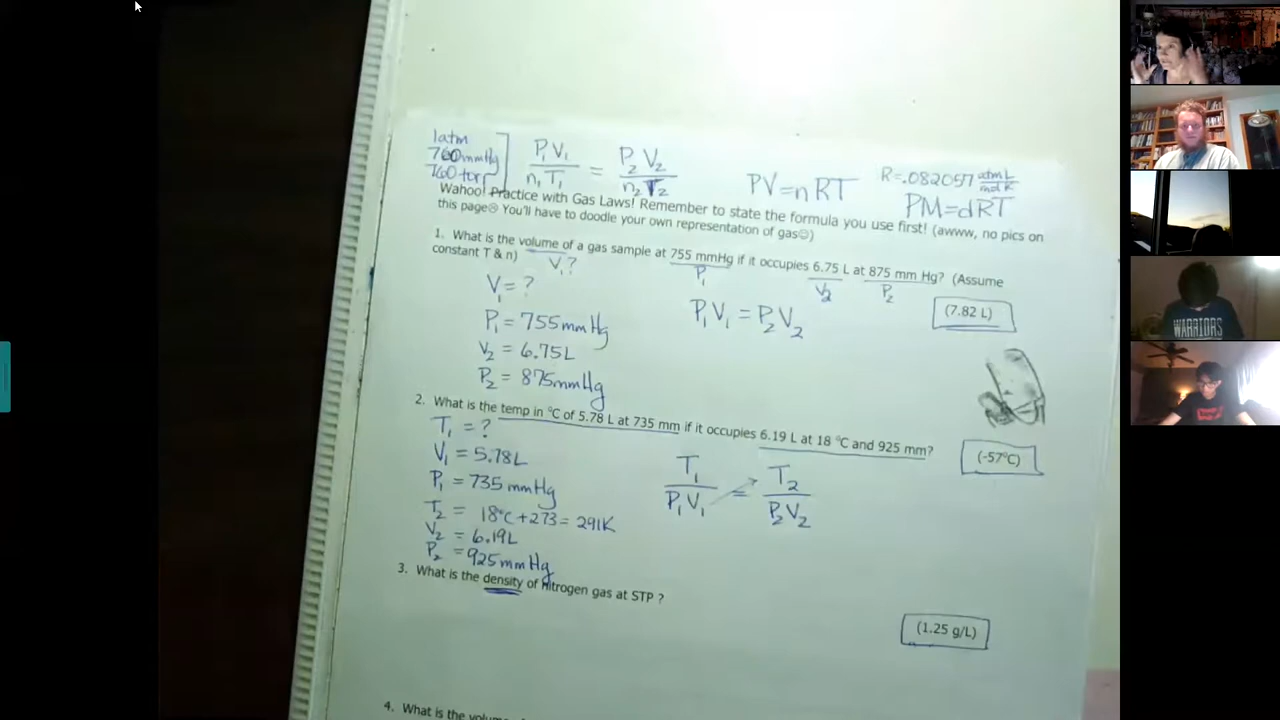 1atm
760mmHg
760 torr
P₁V₁ / n₁T₁ = P₂V₂ / n₂T₂
PV=nRT
R=.082057 atm L / mol K
PM=dRT
Wahoo! Practice with Gas Laws! Remember to state the formula you use first! (awww, no pics on
this page☹ You'll have to doodle your own representation of gas☺)
1. What is the volume of a gas sample at 755 mmHg if it occupies 6.75 L at 875 mm Hg? (Assume
constant T & n)
V₁? P₁ V₂ P₂
V₁ = ?
P₁V₁ = P₂V₂
(7.82 L)
P₁ = 755mmHg
V₂ = 6.75L
P₂ = 875mmHg
2. What is the temp in °C of 5.78 L at 735 mm if it occupies 6.19 L at 18 °C and 925 mm?
(-57°C)
T₁ = ?
V₁ = 5.78L
P₁ = 735 mmHg
T₁ / P₁V₁ = T₂ / P₂V₂
T₂ = 18°C+273= 291K
V₂ = 6.19L
P₂ = 925mmHg
3. What is the density of nitrogen gas at STP ?
(1.25 g/L)
4. What is the
WARRIORS